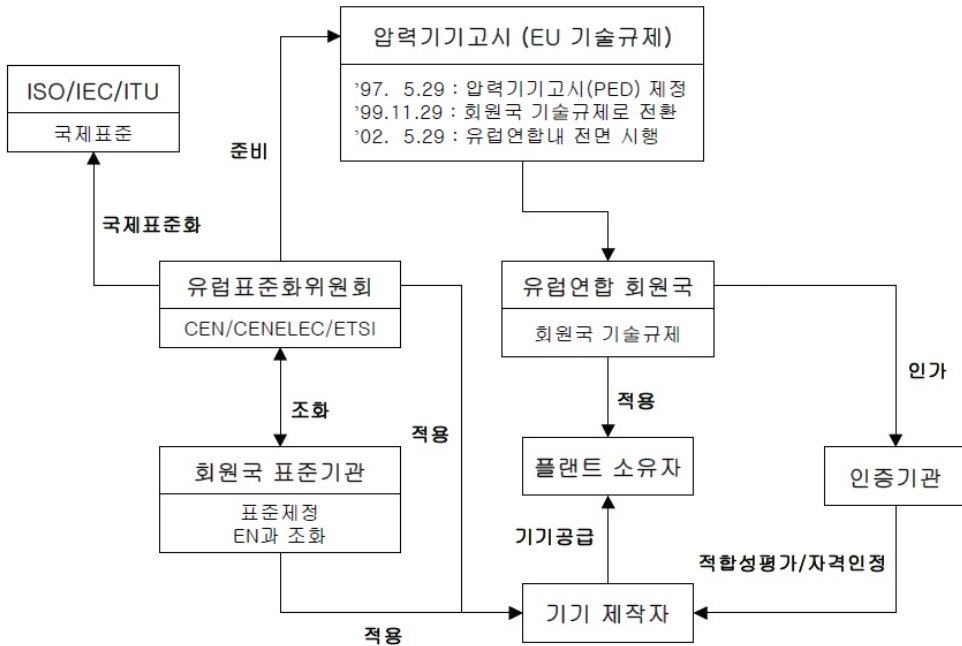 압력기기고시 (EU 기술규제)
'97. 5.29 : 압력기기고시(PED) 제정
'99.11.29 : 회원국 기술규제로 전환
'02. 5.29 : 유럽연합내 전면 시행
ISO/IEC/ITU
국제표준
준비
국제표준화
유럽표준화위원회
CEN/CENELEC/ETSI
유럽연합 회원국
회원국 기술규제
인가
조화
적용
적용
회원국 표준기관
표준제정
EN과 조화
플랜트 소유자
인증기관
기기공급
적합성평가/자격인정
기기 제작자
적용